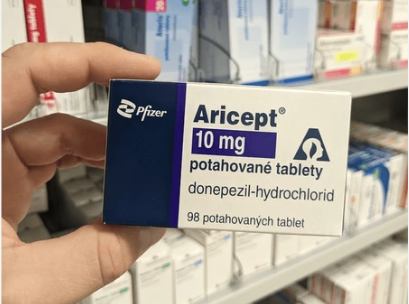 Pfizer
Aricept®
10 mg
potahované tablety
donepezil-hydrochlorid
98 potahovaných tablet